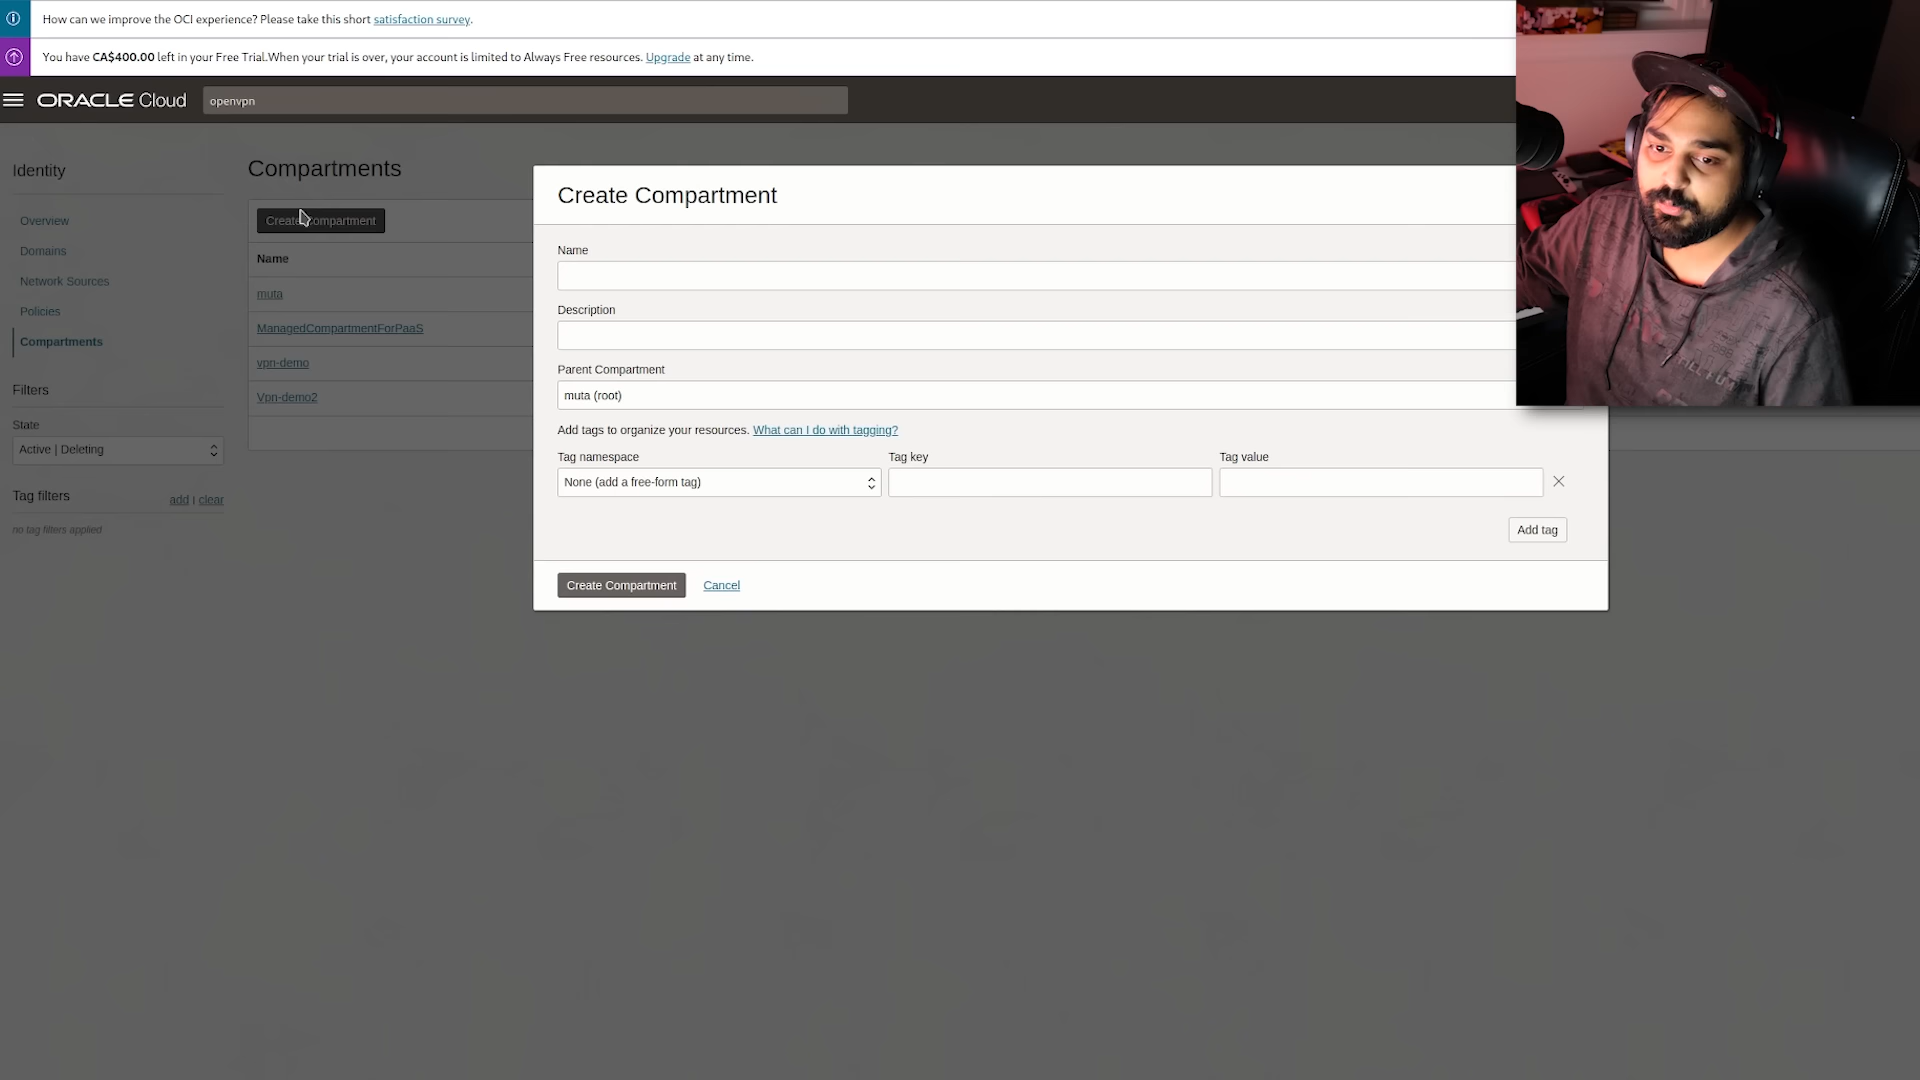 How can we improve the OCI experience? Please take this short satisfaction survey.
You have CA$400.00 left in your Free Trial.When your trial is over, your account is limited to Always Free resources. Upgrade at any time.
ORACLE Cloud
openvpn
Identity
Overview
Domains
Network Sources
Policies
Compartments
Filters
State
Active | Deleting
Tag filters
add | clear
no tag filters applied
Compartments
Create Compartment
Name
muta
ManagedCompartmentForPaaS
vpn-demo
Vpn-demo2
Create Compartment
Name
Description
Parent Compartment
muta (root)
Add tags to organize your resources. What can I do with tagging?
Tag namespace Tag key Tag value
None (add a free-form tag)
Add tag
Create Compartment Cancel